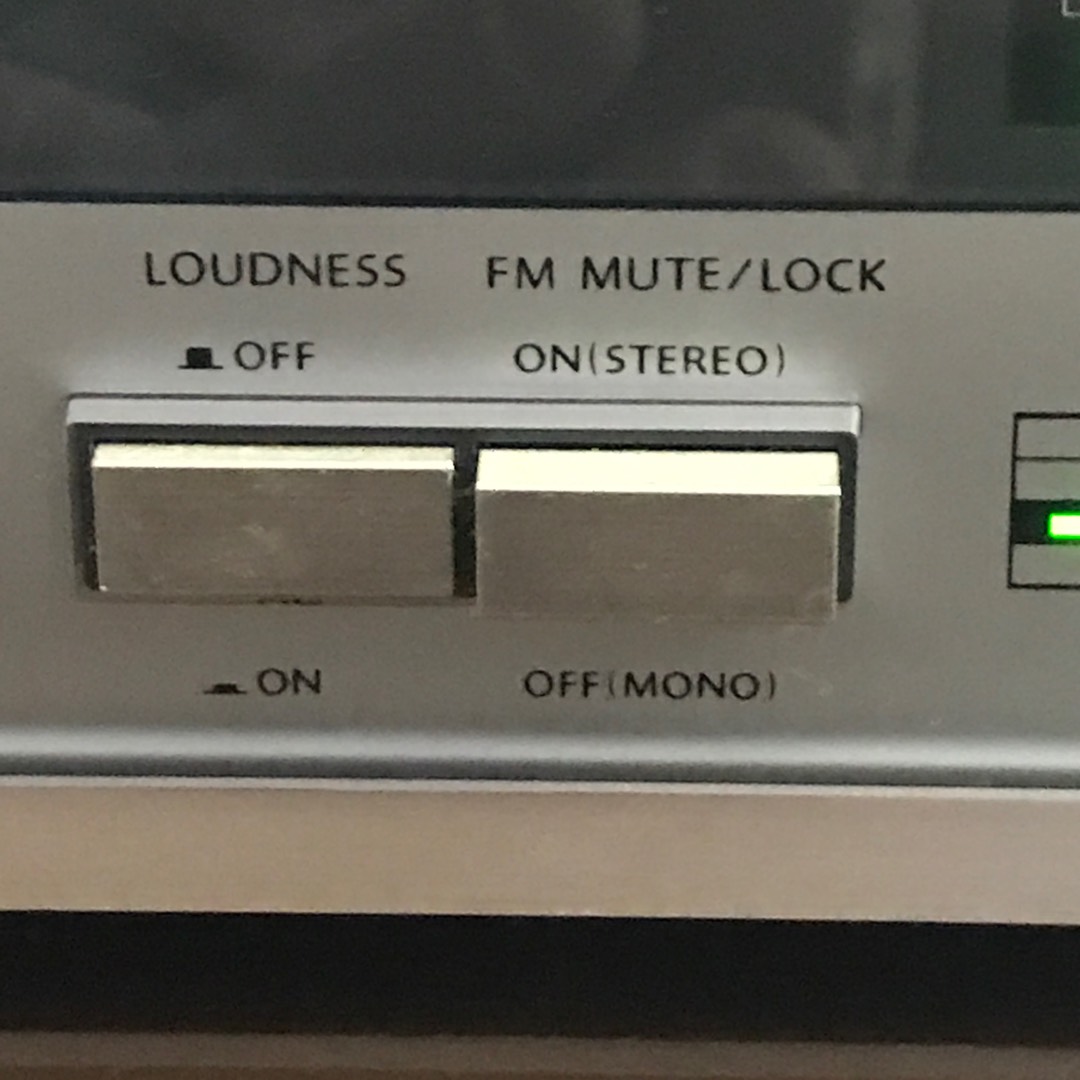 LOUDNESS FM MUTE/LOCK
OFF ON(STEREO)
ON OFF(MONO)